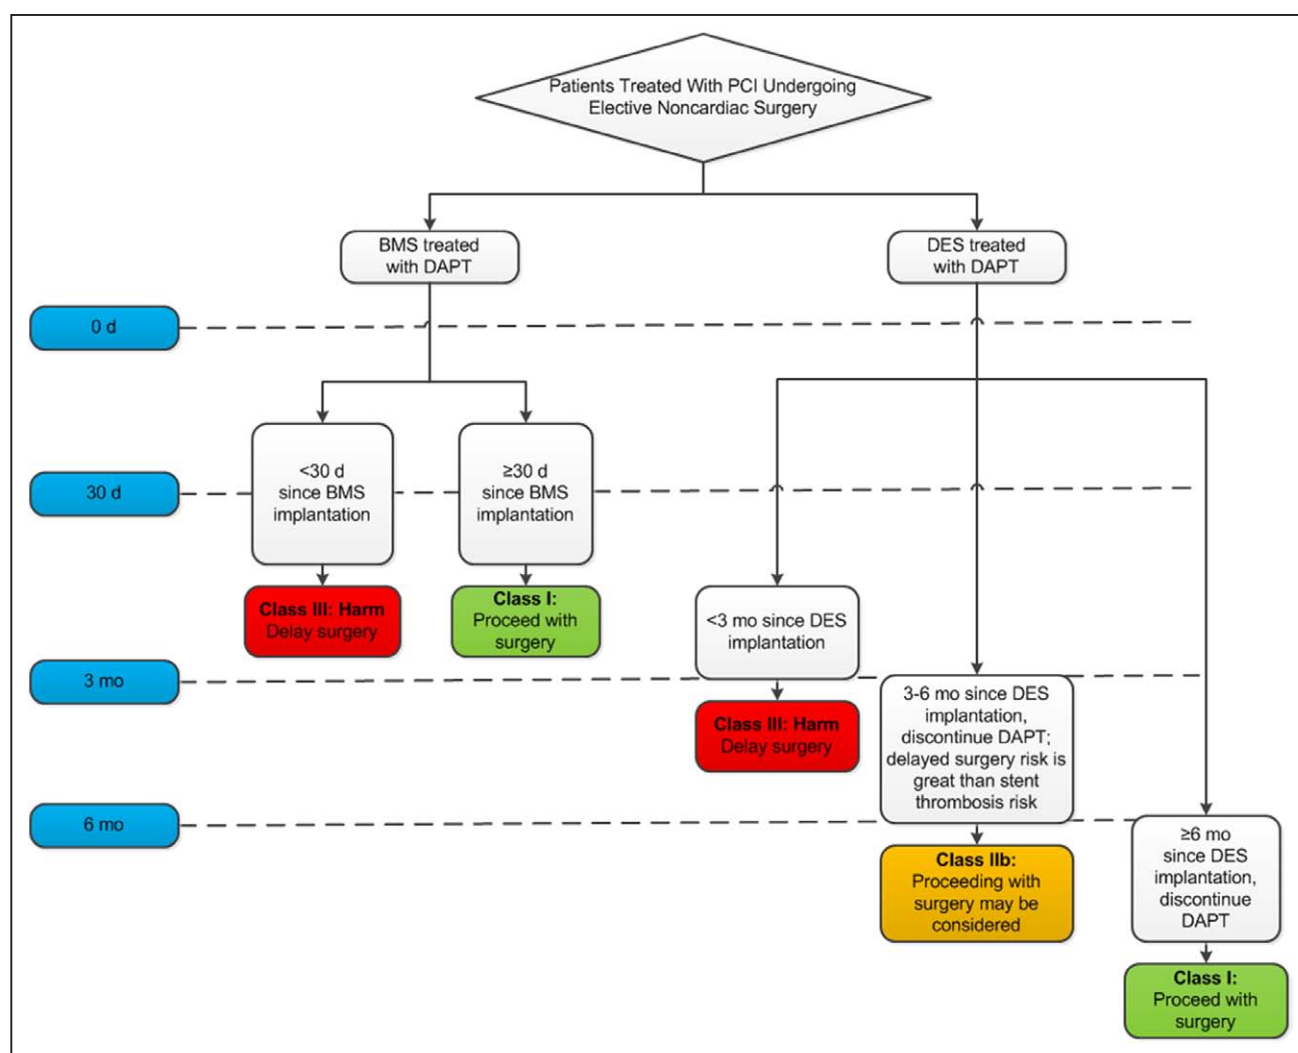 Patients Treated With PCI Undergoing
Elective Noncardiac Surgery
BMS treated
with DAPT
DES treated
with DAPT
0 d
<30 d
since BMS
implantation
≥30 d
since BMS
implantation
30 d
Class III: Harm
Delay surgery
Class I:
Proceed with
surgery
<3 mo since DES
implantation
3 mo
Class III: Harm
Delay surgery
3-6 mo since DES
implantation,
discontinue DAPT;
delayed surgery risk is
great than stent
thrombosis risk
6 mo
Class IIb:
Proceeding with
surgery may be
considered
≥6 mo
since DES
implantation,
discontinue
DAPT
Class I:
Proceed with
surgery